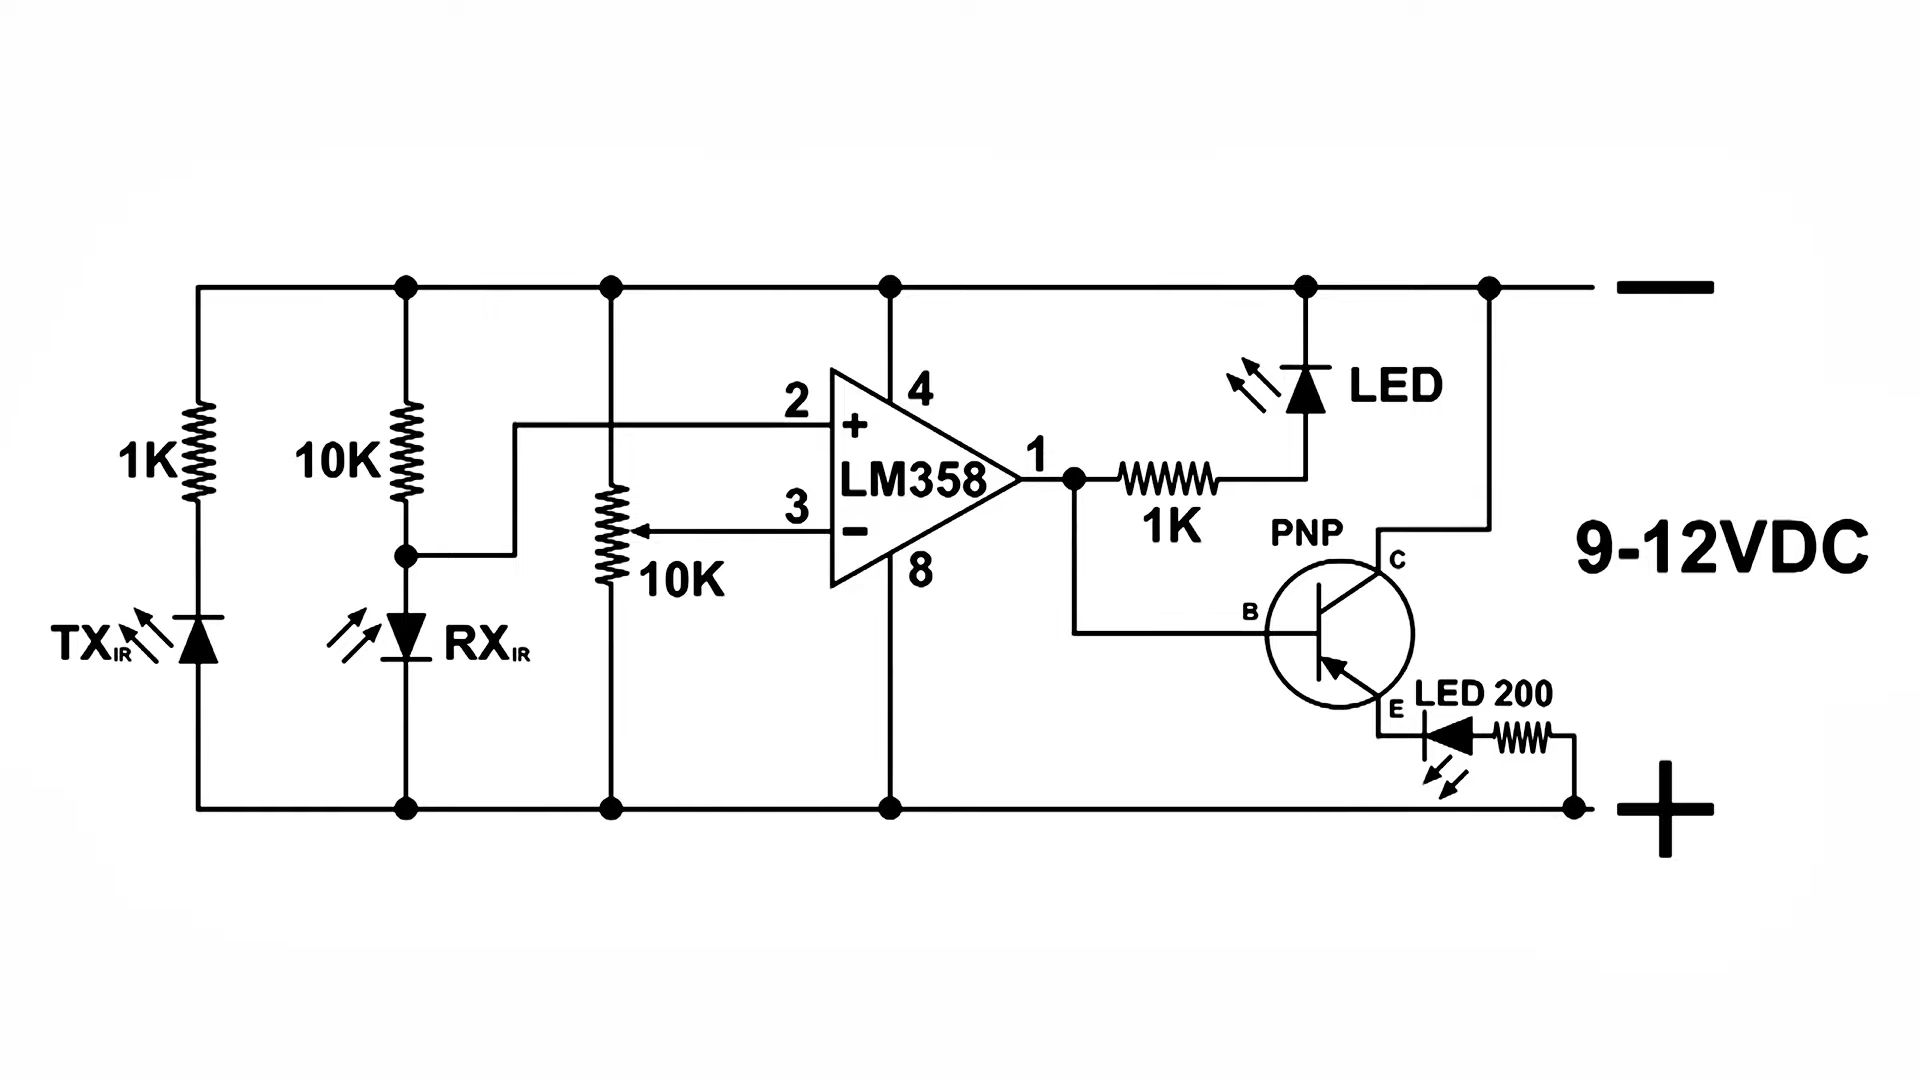 2
4
LED
1K
10K
LM358
1
+
3
-
1K
PNP
9-12VDC
C
8
10K
B
TXIR
RXIR
E
LED 200
−
+